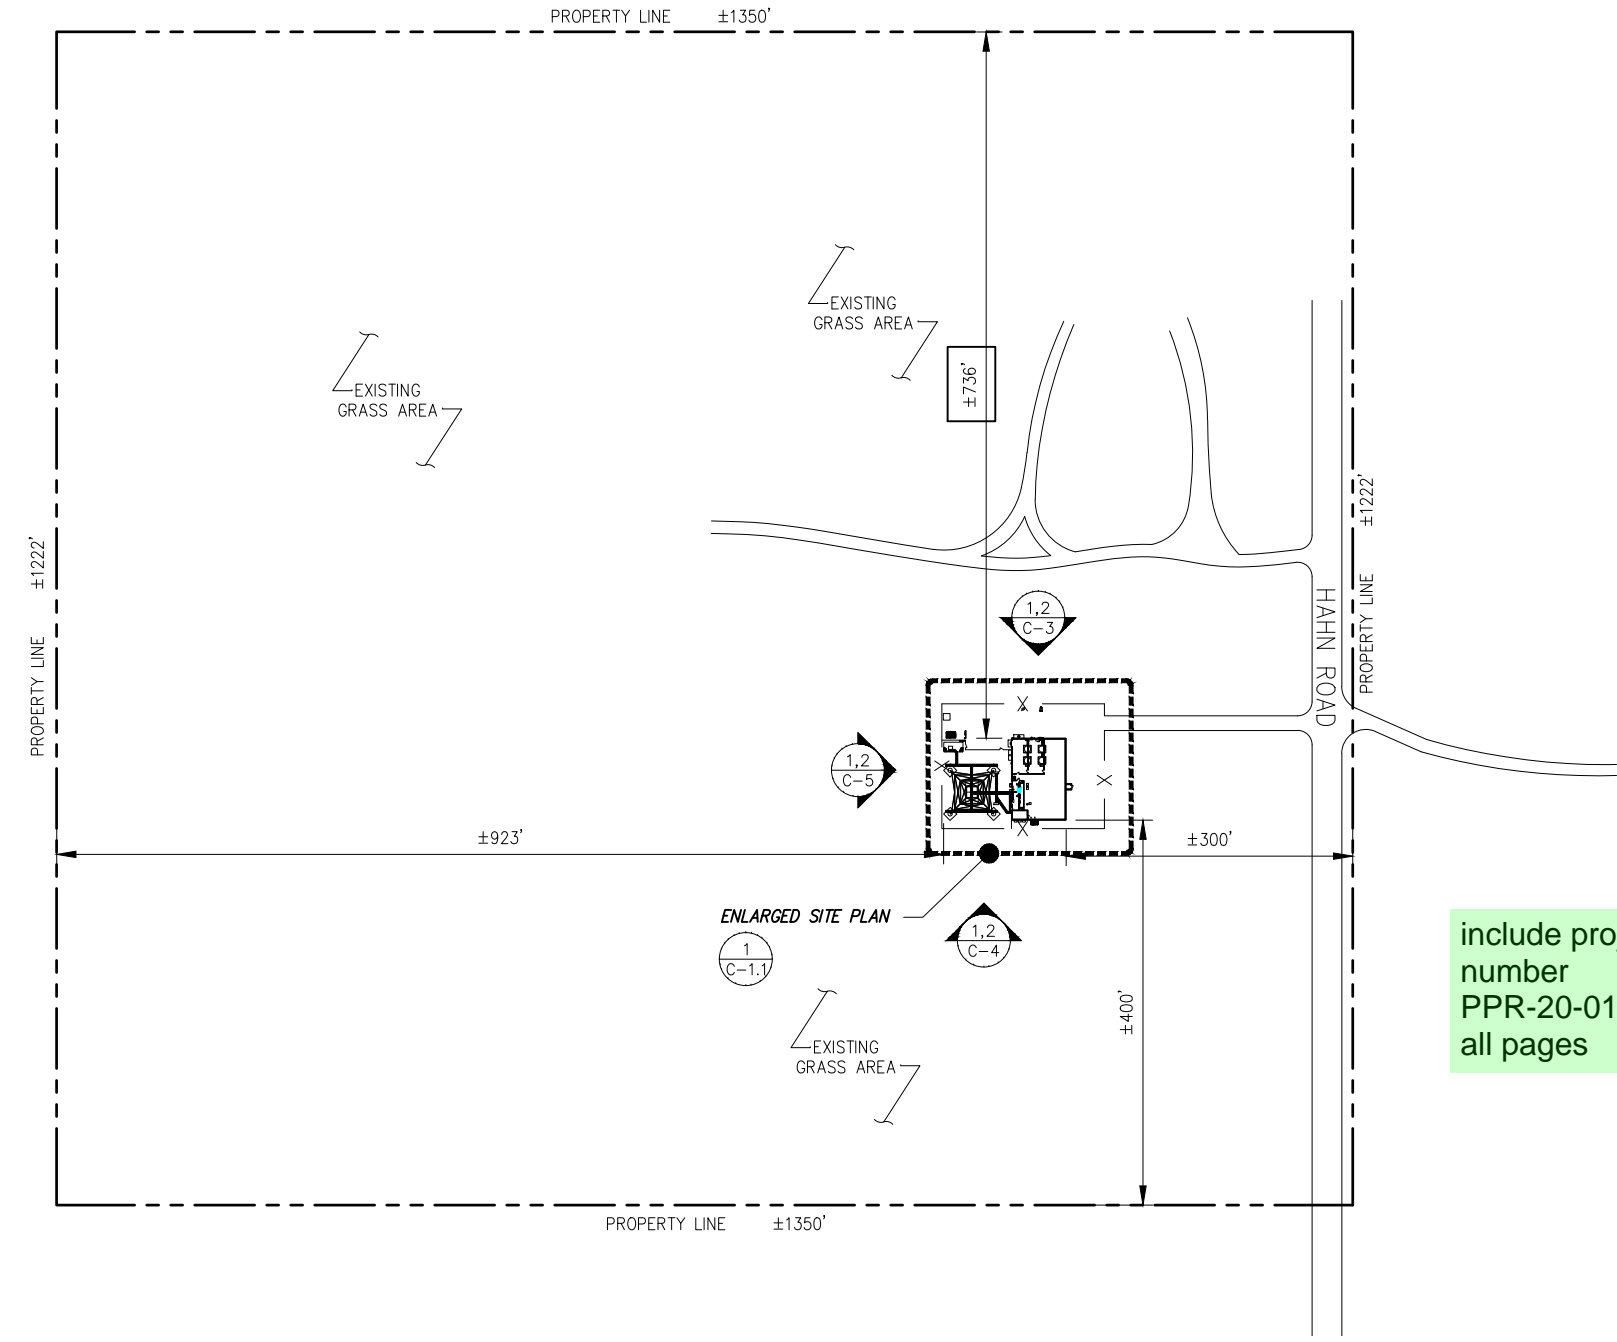 PROPERTY LINE ±1350'
EXISTING
GRASS AREA
±736'
EXISTING
GRASS AREA
±1222'
PROPERTY LINE
±1222'
PROPERTY LINE
HAHN ROAD
1,2
C-3
1,2
C-5
±923'
±300'
ENLARGED SITE PLAN
1
C-1.1
1,2
C-4
±400'
EXISTING
GRASS AREA
include
number
PPR-20-01
all pages
PROPERTY LINE ±1350'